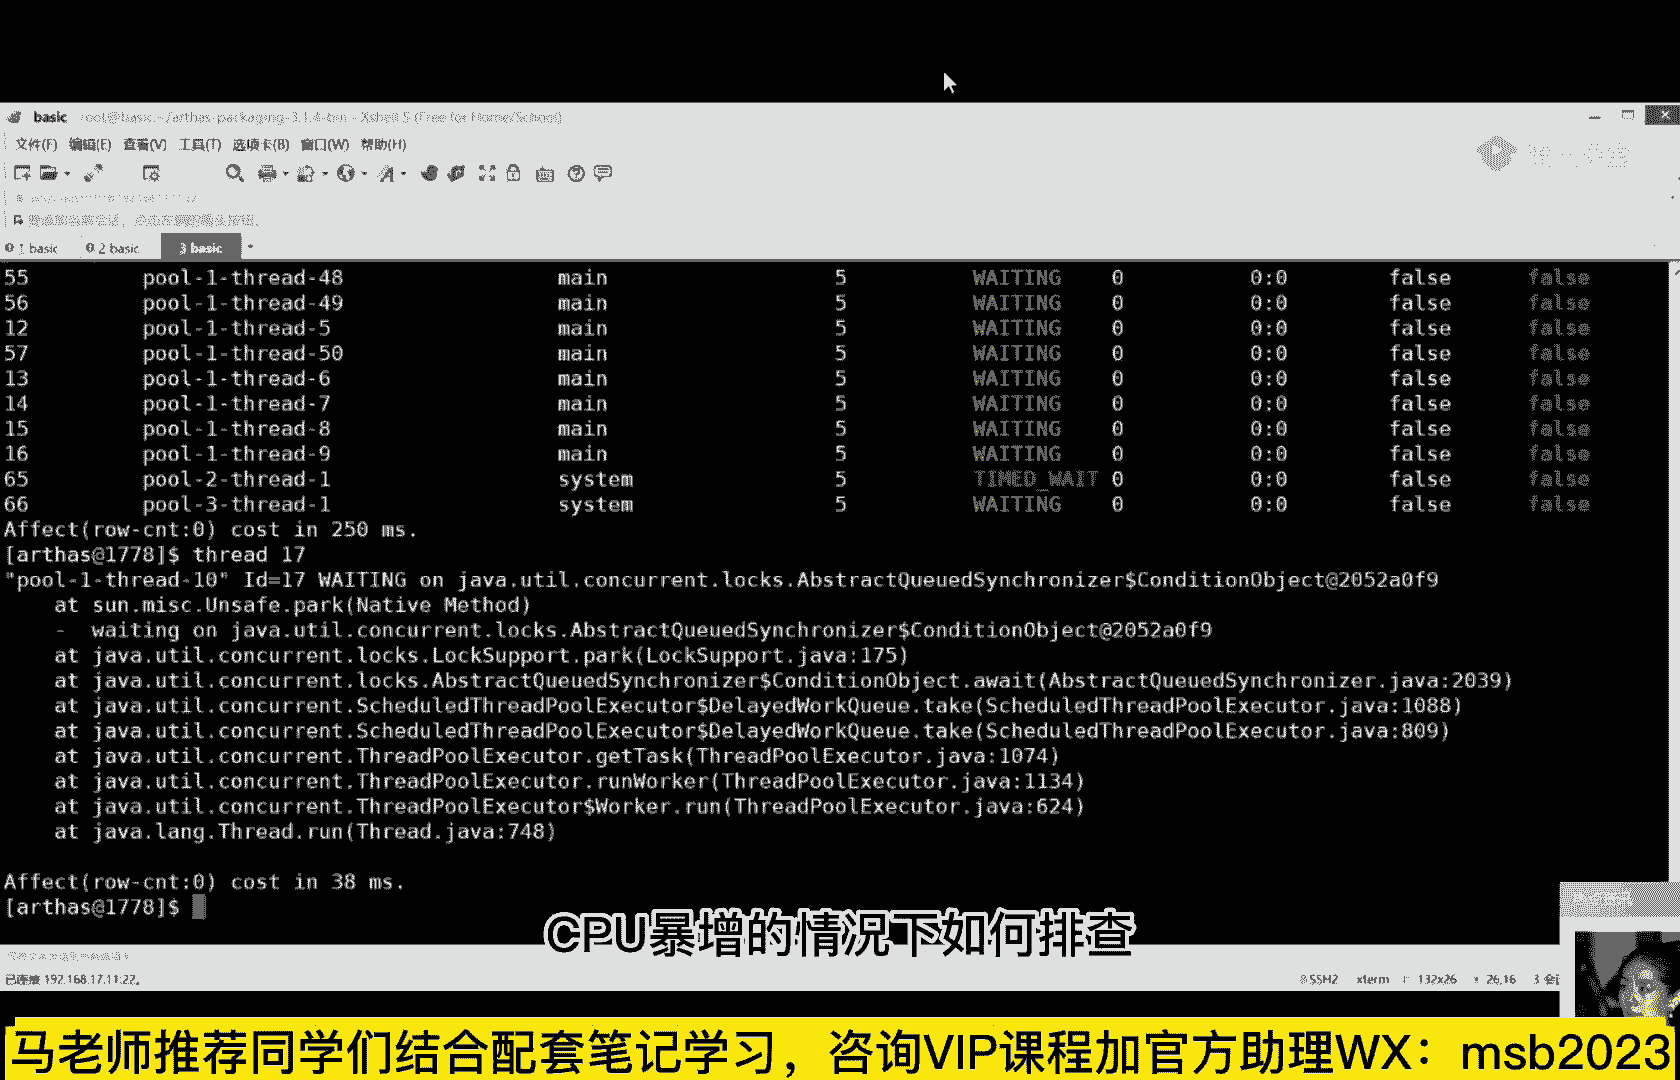 basic root@basic:~/arthas-packaging-3.1.4-bin - Xshell 5 (Free for Home/School)
文件(F) 编辑(E) 查看(V) 工具(T) 选项卡(B) 窗口(W) 帮助(H)
1 basic 2 basic 3 basic
55 pool-1-thread-48 main 5 WAITING 0 0:0 false false
56 pool-1-thread-49 main 5 WAITING 0 0:0 false false
12 pool-1-thread-5 main 5 WAITING 0 0:0 false false
57 pool-1-thread-50 main 5 WAITING 0 0:0 false false
13 pool-1-thread-6 main 5 WAITING 0 0:0 false false
14 pool-1-thread-7 main 5 WAITING 0 0:0 false false
15 pool-1-thread-8 main 5 WAITING 0 0:0 false false
16 pool-1-thread-9 main 5 WAITING 0 0:0 false false
65 pool-2-thread-1 system 5 TIMED_WAIT 0 0:0 false false
66 pool-3-thread-1 system 5 WAITING 0 0:0 false false
Affect(row-cnt:0) cost in 250 ms.
[arthas@1778]$ thread 17
"pool-1-thread-10" Id=17 WAITING on java.util.concurrent.locks.AbstractQueuedSynchronizer$ConditionObject@2052a0f9
at sun.misc.Unsafe.park(Native Method)
- waiting on java.util.concurrent.locks.AbstractQueuedSynchronizer$ConditionObject@2052a0f9
at java.util.concurrent.locks.LockSupport.park(LockSupport.java:175)
at java.util.concurrent.locks.AbstractQueuedSynchronizer$ConditionObject.await(AbstractQueuedSynchronizer.java:2039)
at java.util.concurrent.ScheduledThreadPoolExecutor$DelayedWorkQueue.take(ScheduledThreadPoolExecutor.java:1088)
at java.util.concurrent.ScheduledThreadPoolExecutor$DelayedWorkQueue.take(ScheduledThreadPoolExecutor.java:809)
at java.util.concurrent.ThreadPoolExecutor.getTask(ThreadPoolExecutor.java:1074)
at java.util.concurrent.ThreadPoolExecutor.runWorker(ThreadPoolExecutor.java:1134)
at java.util.concurrent.ThreadPoolExecutor$Worker.run(ThreadPoolExecutor.java:624)
at java.lang.Thread.run(Thread.java:748)
Affect(row-cnt:0) cost in 38 ms.
[arthas@1778]$
CPU暴增的情况下如何排查
已连接 192.168.17.11:22。 SSH2 xterm 132x26 26,16 3
马老师推荐同学们结合配套笔记学习，咨询VIP课程加官方助理WX：msb2023